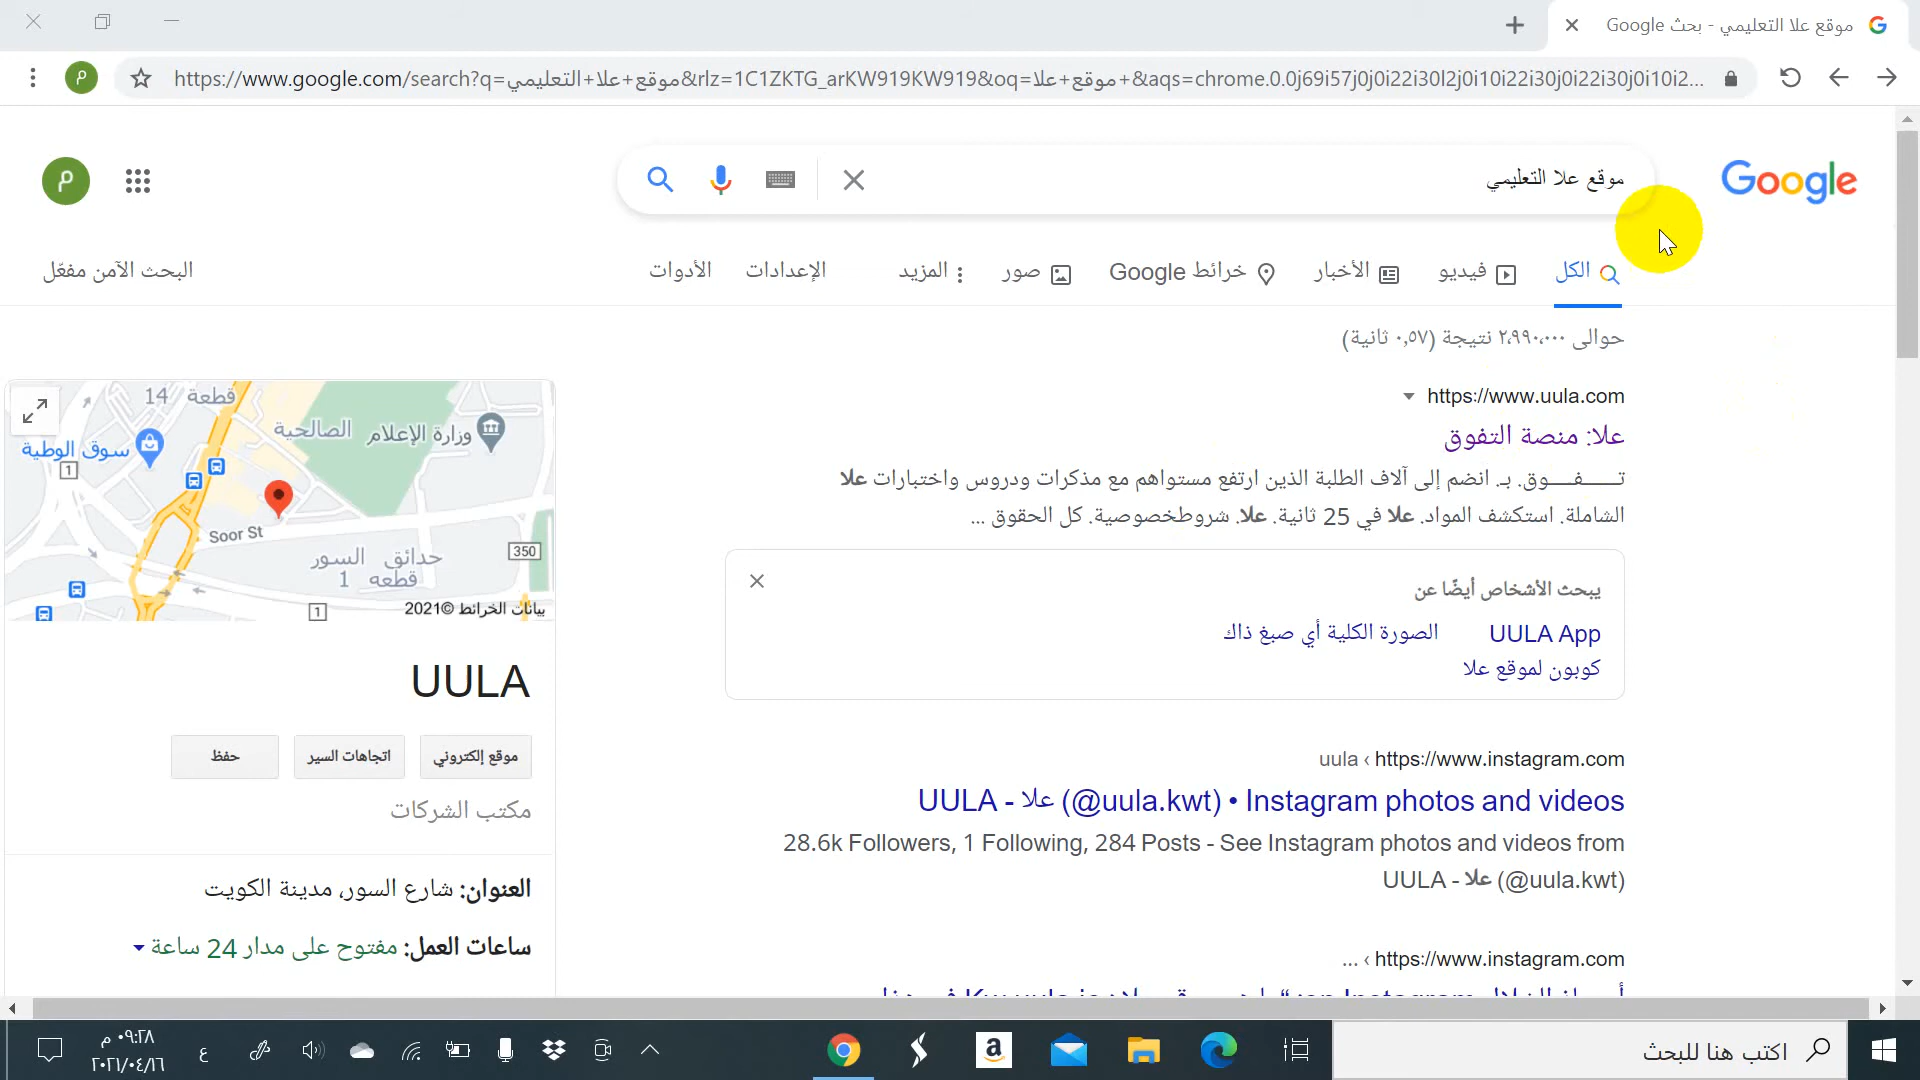 موقع علا التعليمي - بحث Google
https://www.google.com/search?q=موقع+علا+التعليمي&rlz=1C1ZKTG_arKW919KW919&oq=موقع+علا+&aqs=chrome.0.0j69i57j0j0i22i30l2j0i10i22i30j0i22i30j0i10i2...
م
Google
موقع علا التعليمي
م
الكل
فيديو
الأخبار
خرائط Google
صور
المزيد
الإعدادات
الأدوات
البحث الآمن مفعّل
حوالى ٢،٩٩٠،٠٠٠ نتيجة (٠,٥٧ ثانية)
https://www.uula.com
علا: منصة التفوق
تـــــفـــوق. بـ. انضم إلى آلاف الطلبة الذين ارتفع مستواهم مع مذكرات ودروس واختبارات علا
الشاملة. استكشف المواد. علا في 25 ثانية. علا. شروطخصوصية. كل الحقوق ...
يبحث الأشخاص أيضًا عن
UULA App
الصورة الكلية أي صبغ ذاك
كوبون لموقع علا
https://www.instagram.com › uula
UULA - علا (@uula.kwt) • Instagram photos and videos
28.6k Followers, 1 Following, 284 Posts - See Instagram photos and videos from
UULA - علا (@uula.kwt)
https://www.instagram.com › ...
قطعة 14
الصالحية
وزارة الإعلام
سوق الوطية
1
Soor St
حدائق السور
قطعه 1
350
1
بيانات الخرائط ©2021
UULA
موقع إلكتروني
اتجاهات السير
حفظ
مكتب الشركات
العنوان: شارع السور، مدينة الكويت
ساعات العمل: مفتوح على مدار 24 ساعة
اكتب هنا للبحث
a
ع
٠٩:٢٨ م
٢٠٢١/٠٤/١٦